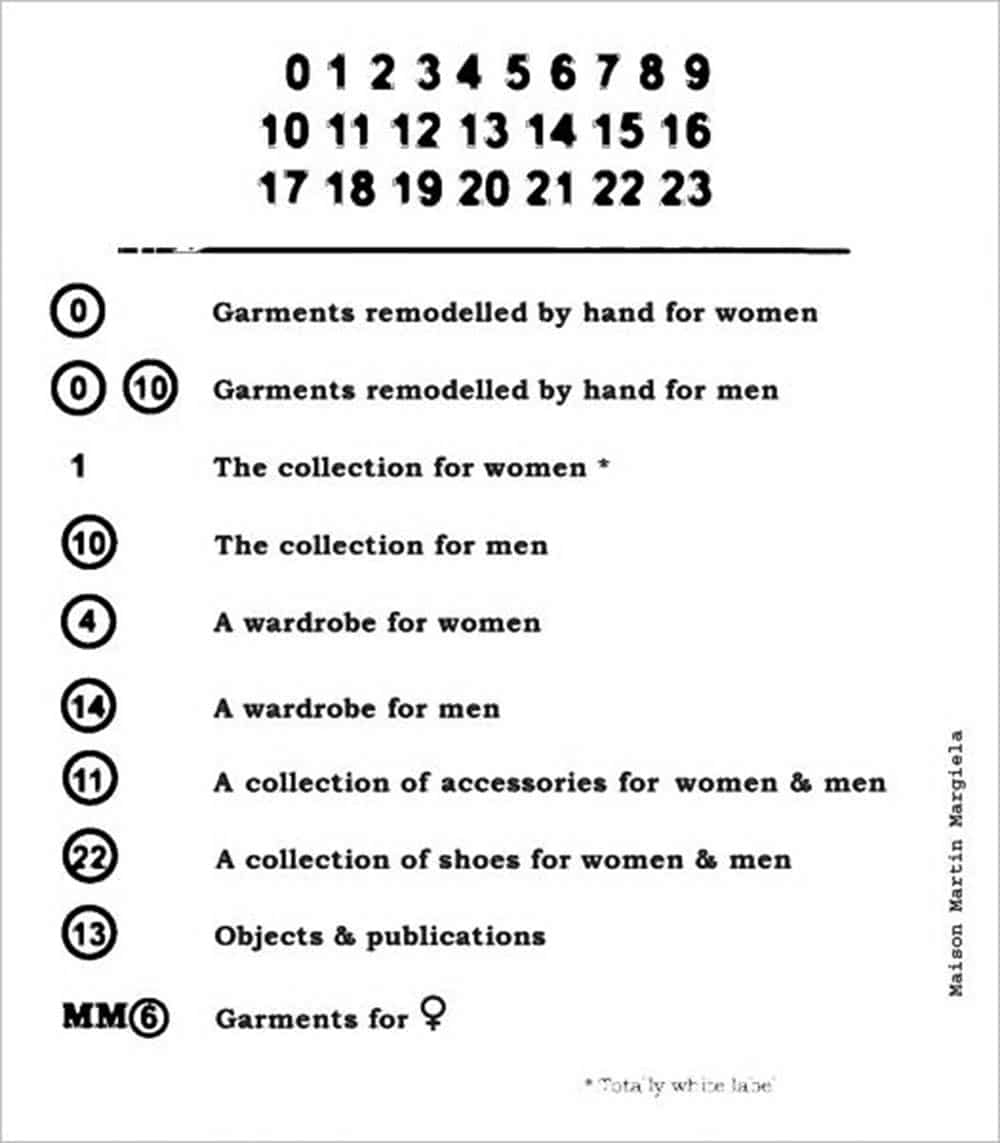 0 1 2 3 4 5 6 7 8 9
10 11 12 13 14 15 16
17 18 19 20 21 22 23
0 Garments remodelled by hand for women
0 10 Garments remodelled by hand for men
1 The collection for women *
10 The collection for men
4 A wardrobe for women
14 A wardrobe for men
11 A collection of accessories for women & men
22 A collection of shoes for women & men
13 Objects & publications
MM6 Garments for ♀
* Totally white label
Maison Martin Margiela